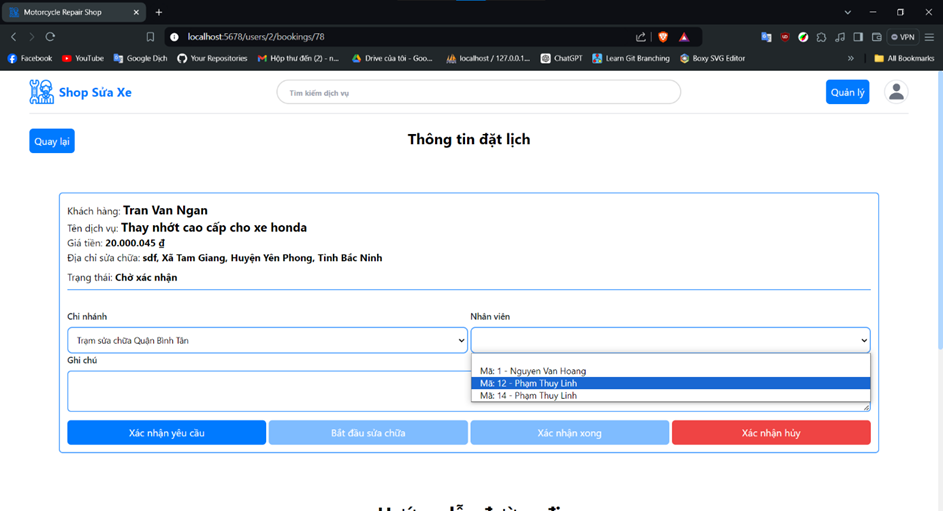 Motorcycle Repair Shop
localhost:5678/users/2/bookings/78
VPN
Facebook
YouTube
Google Dịch
Your Repositories
Hộp thư đến (2) - n...
Drive của tôi - Goo...
localhost / 127.0.0.1...
ChatGPT
Learn Git Branching
Boxy SVG Editor
All Bookmarks
Shop Sửa Xe
Tìm kiếm dịch vụ
Quản lý
Quay lại
Thông tin đặt lịch
Khách hàng: Tran Van Ngan
Tên dịch vụ: Thay nhớt cao cấp cho xe honda
Giá tiền: 20.000.045 ₫
Địa chỉ sửa chữa: sdf, Xã Tam Giang, Huyện Yên Phong, Tỉnh Bắc Ninh
Trạng thái: Chờ xác nhận
Chi nhánh
Nhân viên
Trạm sửa chữa Quận Bình Tân
Ghi chú
Mã: 1 - Nguyen Van Hoang
Mã: 12 - Phạm Thuy Linh
Mã: 14 - Phạm Thuy Linh
Xác nhận yêu cầu
Bắt đầu sửa chữa
Xác nhận xong
Xác nhận hủy